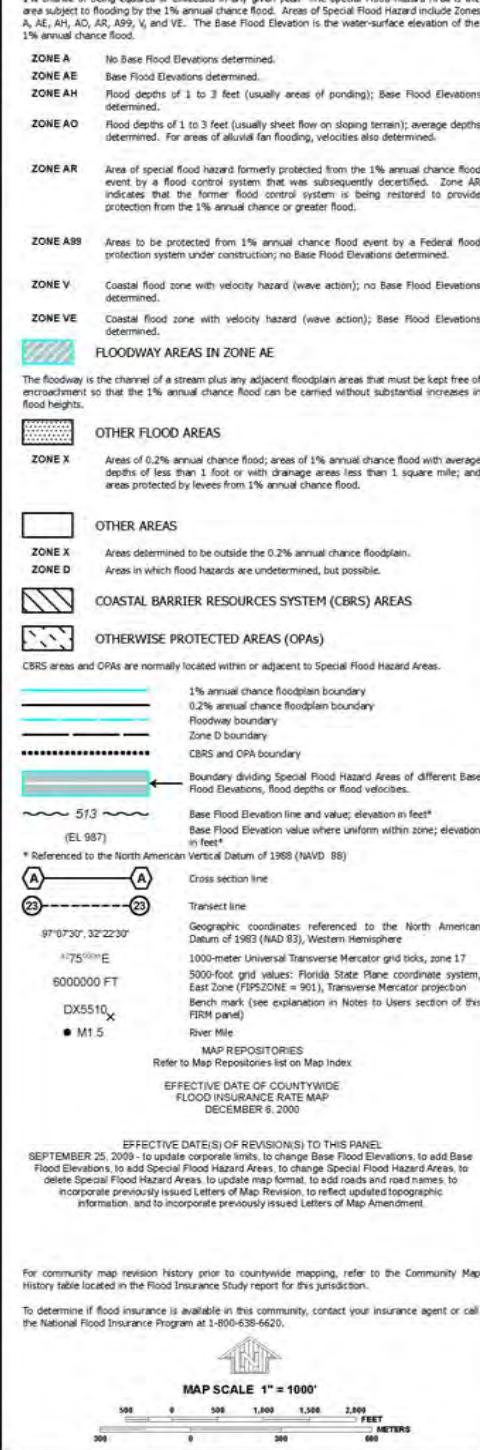 1% chance of being equaled or exceeded in any given year. The Special Flood Hazard Area is the
area subject to flooding by the 1% annual chance flood. Areas of Special Flood Hazard include Zones
A, AE, AH, AO, AR, A99, V, and VE. The Base Flood Elevation is the water-surface elevation of the
1% annual chance flood.
ZONE A No Base Flood Elevations determined.
ZONE AE Base Flood Elevations determined.
ZONE AH Flood depths of 1 to 3 feet (usually areas of ponding); Base Flood Elevations
determined.
ZONE AO Flood depths of 1 to 3 feet (usually sheet flow on sloping terrain); average depths
determined. For areas of alluvial fan flooding, velocities also determined.
ZONE AR Area of special flood hazard formerly protected from the 1% annual chance flood
event by a flood control system that was subsequently decertified. Zone AR
indicates that the former flood control system is being restored to provide
protection from the 1% annual chance or greater flood.
ZONE A99 Areas to be protected from 1% annual chance flood event by a Federal flood
protection system under construction; no Base Flood Elevations determined.
ZONE V Coastal flood zone with velocity hazard (wave action); no Base Flood Elevations
determined.
ZONE VE Coastal flood zone with velocity hazard (wave action); Base Flood Elevations
determined.
FLOODWAY AREAS IN ZONE AE
The floodway is the channel of a stream plus any adjacent floodplain areas that must be kept free of
encroachment so that the 1% annual chance flood can be carried without substantial increases in
flood heights.
OTHER FLOOD AREAS
ZONE X Areas of 0.2% annual chance flood; areas of 1% annual chance flood with average
depths of less than 1 foot or with drainage areas less than 1 square mile; and
areas protected by levees from 1% annual chance flood.
OTHER AREAS
ZONE X Areas determined to be outside the 0.2% annual chance floodplain.
ZONE D Areas in which flood hazards are undetermined, but possible.
COASTAL BARRIER RESOURCES SYSTEM (CBRS) AREAS
OTHERWISE PROTECTED AREAS (OPAs)
CBRS areas and OPAs are normally located within or adjacent to Special Flood Hazard Areas.
1% annual chance floodplain boundary
0.2% annual chance floodplain boundary
Floodway boundary
Zone D boundary
CBRS and OPA boundary
Boundary dividing Special Flood Hazard Areas of different Base
Flood Elevations, flood depths or flood velocities.
513 Base Flood Elevation line and value; elevation in feet*
(EL 987) Base Flood Elevation value where uniform within zone; elevation
in feet*
* Referenced to the North American Vertical Datum of 1988 (NAVD 88)
A A Cross section line
23 23 Transect line
97°07'30", 32°22'30" Geographic coordinates referenced to the North American
Datum of 1983 (NAD 83), Western Hemisphere
75 E 1000-meter Universal Transverse Mercator grid ticks, zone 17
6000000 FT 5000-foot grid values: Florida State Plane coordinate system,
East Zone (FIPSZONE = 901), Transverse Mercator projection
DX5510 x Bench mark (see explanation in Notes to Users section of this
FIRM panel)
● M1.5 River Mile
MAP REPOSITORIES
Refer to Map Repositories list on Map Index
EFFECTIVE DATE OF COUNTYWIDE
FLOOD INSURANCE RATE MAP
DECEMBER 6, 2000
EFFECTIVE DATE(S) OF REVISION(S) TO THIS PANEL
SEPTEMBER 25, 2009 - to update corporate limits, to change Base Flood Elevations, to add Base
Flood Elevations, to add Special Flood Hazard Areas, to change Special Flood Hazard Areas, to
delete Special Flood Hazard Areas, to update map format, to add roads and road names, to
incorporate previously issued Letters of Map Revision, to reflect updated topographic
information, and to incorporate previously issued Letters of Map Amendment.
For community map revision history prior to countywide mapping, refer to the Community Map
History table located in the Flood Insurance Study report for this jurisdiction.
To determine if flood insurance is available in this community, contact your insurance agent or call
the National Flood Insurance Program at 1-800-638-6620.
MAP SCALE 1" = 1000'
500 0 500 1,000 1,500 2,000
FEET
METERS
300 0 300 600